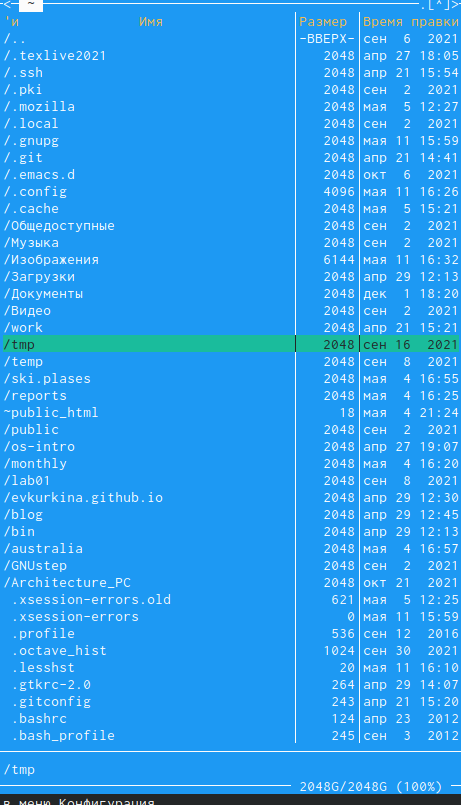 <— ~ —.[^]>
'и Имя Размер Время правки
/.. -ВВЕРХ- сен 6 2021
/.texlive2021 2048 апр 27 18:05
/.ssh 2048 апр 21 15:54
/.pki 2048 сен 2 2021
/.mozilla 2048 мая 5 12:27
/.local 2048 сен 2 2021
/.gnupg 2048 мая 11 15:59
/.git 2048 апр 21 14:41
/.emacs.d 2048 окт 6 2021
/.config 4096 мая 11 16:26
/.cache 2048 мая 5 15:21
/Общедоступные 2048 сен 2 2021
/Музыка 2048 сен 2 2021
/Изображения 6144 мая 11 16:32
/Загрузки 2048 апр 29 12:13
/Документы 2048 дек 1 18:20
/Видео 2048 сен 2 2021
/work 2048 апр 21 15:21
/tmp 2048 сен 16 2021
/temp 2048 сен 8 2021
/ski.plases 2048 мая 4 16:55
/reports 2048 мая 4 16:25
~public_html 18 мая 4 21:24
/public 2048 сен 2 2021
/os-intro 2048 апр 27 19:07
/monthly 2048 мая 4 16:20
/lab01 2048 сен 8 2021
/evkurkina.github.io 2048 апр 29 12:30
/blog 2048 апр 29 12:45
/bin 2048 апр 29 12:13
/australia 2048 мая 4 16:57
/GNUstep 2048 сен 2 2021
/Architecture_PC 2048 окт 21 2021
.xsession-errors.old 621 мая 5 12:25
.xsession-errors 0 мая 11 15:59
.profile 536 сен 12 2016
.octave_hist 1024 сен 30 2021
.lesshst 20 мая 11 16:10
.gtkrc-2.0 264 апр 29 14:07
.gitconfig 243 апр 21 15:20
.bashrc 124 апр 23 2012
.bash_profile 245 сен 3 2012
/tmp
2048G/2048G (100%)
в меню Конфигурация